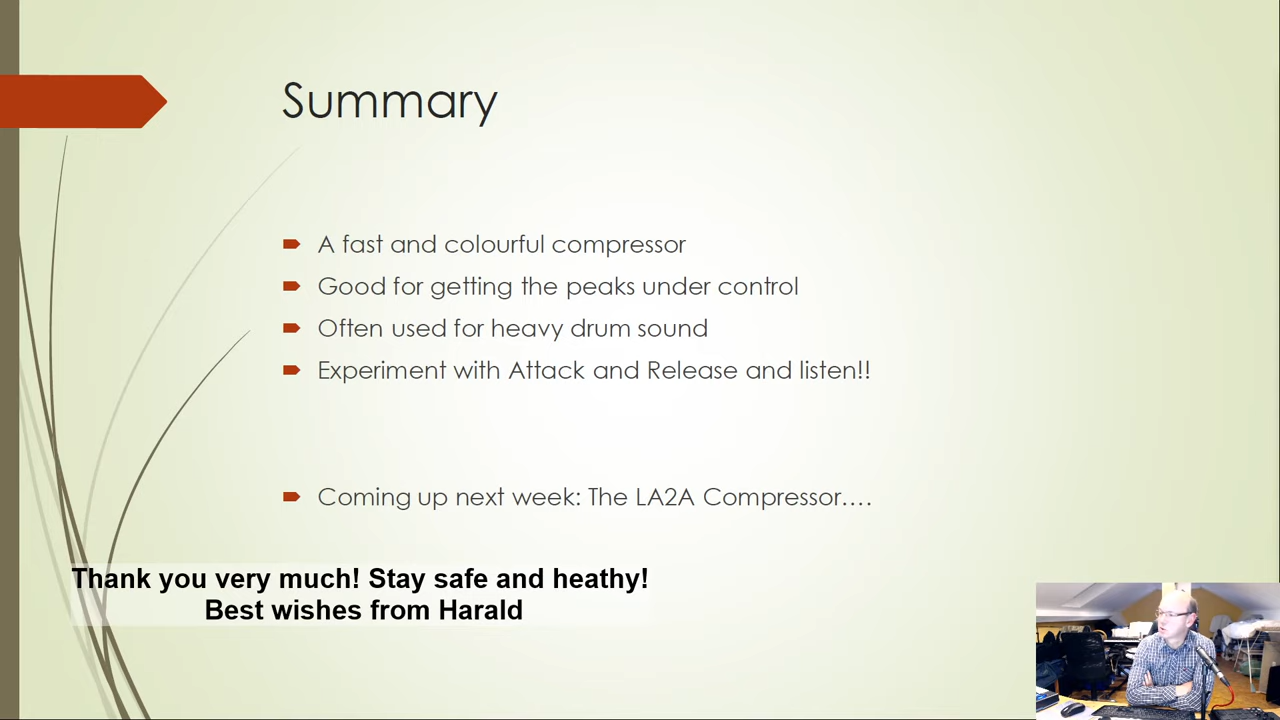 Summary
A fast and colourful compressor
Good for getting the peaks under control
Often used for heavy drum sound
Experiment with Attack and Release and listen!!
Coming up next week: The LA2A Compressor....
Thank you very much! Stay safe and heathy!
Best wishes from Harald